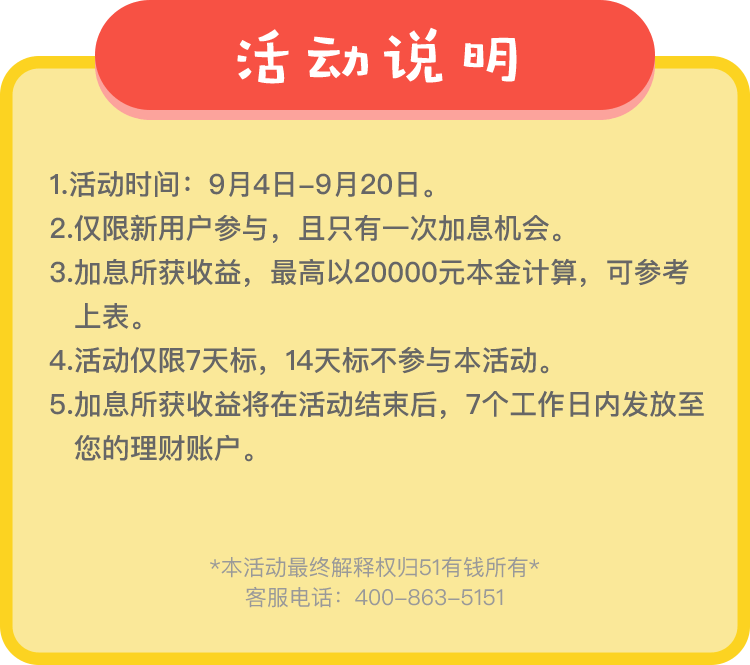 活动说明
1.活动时间：9月4日-9月20日。
2.仅限新用户参与，且只有一次加息机会。
3.加息所获收益，最高以20000元本金计算，可参考
上表。
4.活动仅限7天标，14天标不参与本活动。
5.加息所获收益将在活动结束后，7个工作日内发放至
您的理财账户。
*本活动最终解释权归51有钱所有*
客服电话：400-863-5151